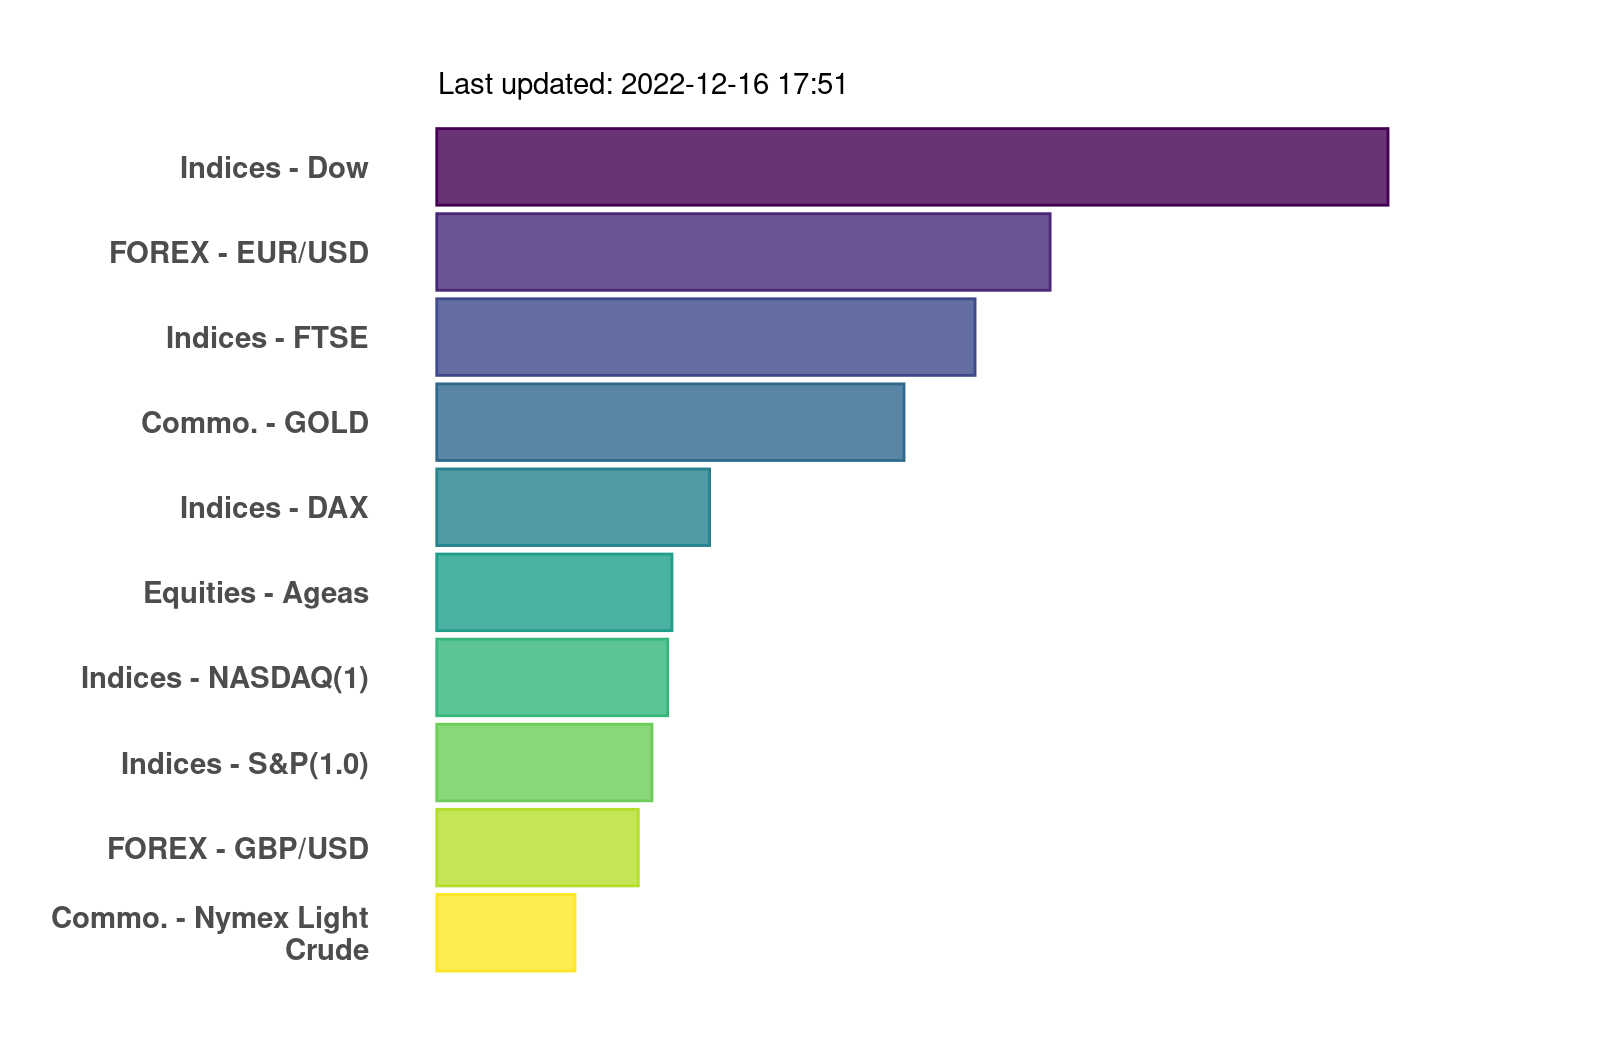 Last updated: 2022-12-16 17:51
Indices - Dow
FOREX - EUR/USD
Indices - FTSE
Commo. - GOLD
Indices - DAX
Equities - Ageas
Indices - NASDAQ(1)
Indices - S&P(1.0)
FOREX - GBP/USD
Commo. - Nymex Light
Crude